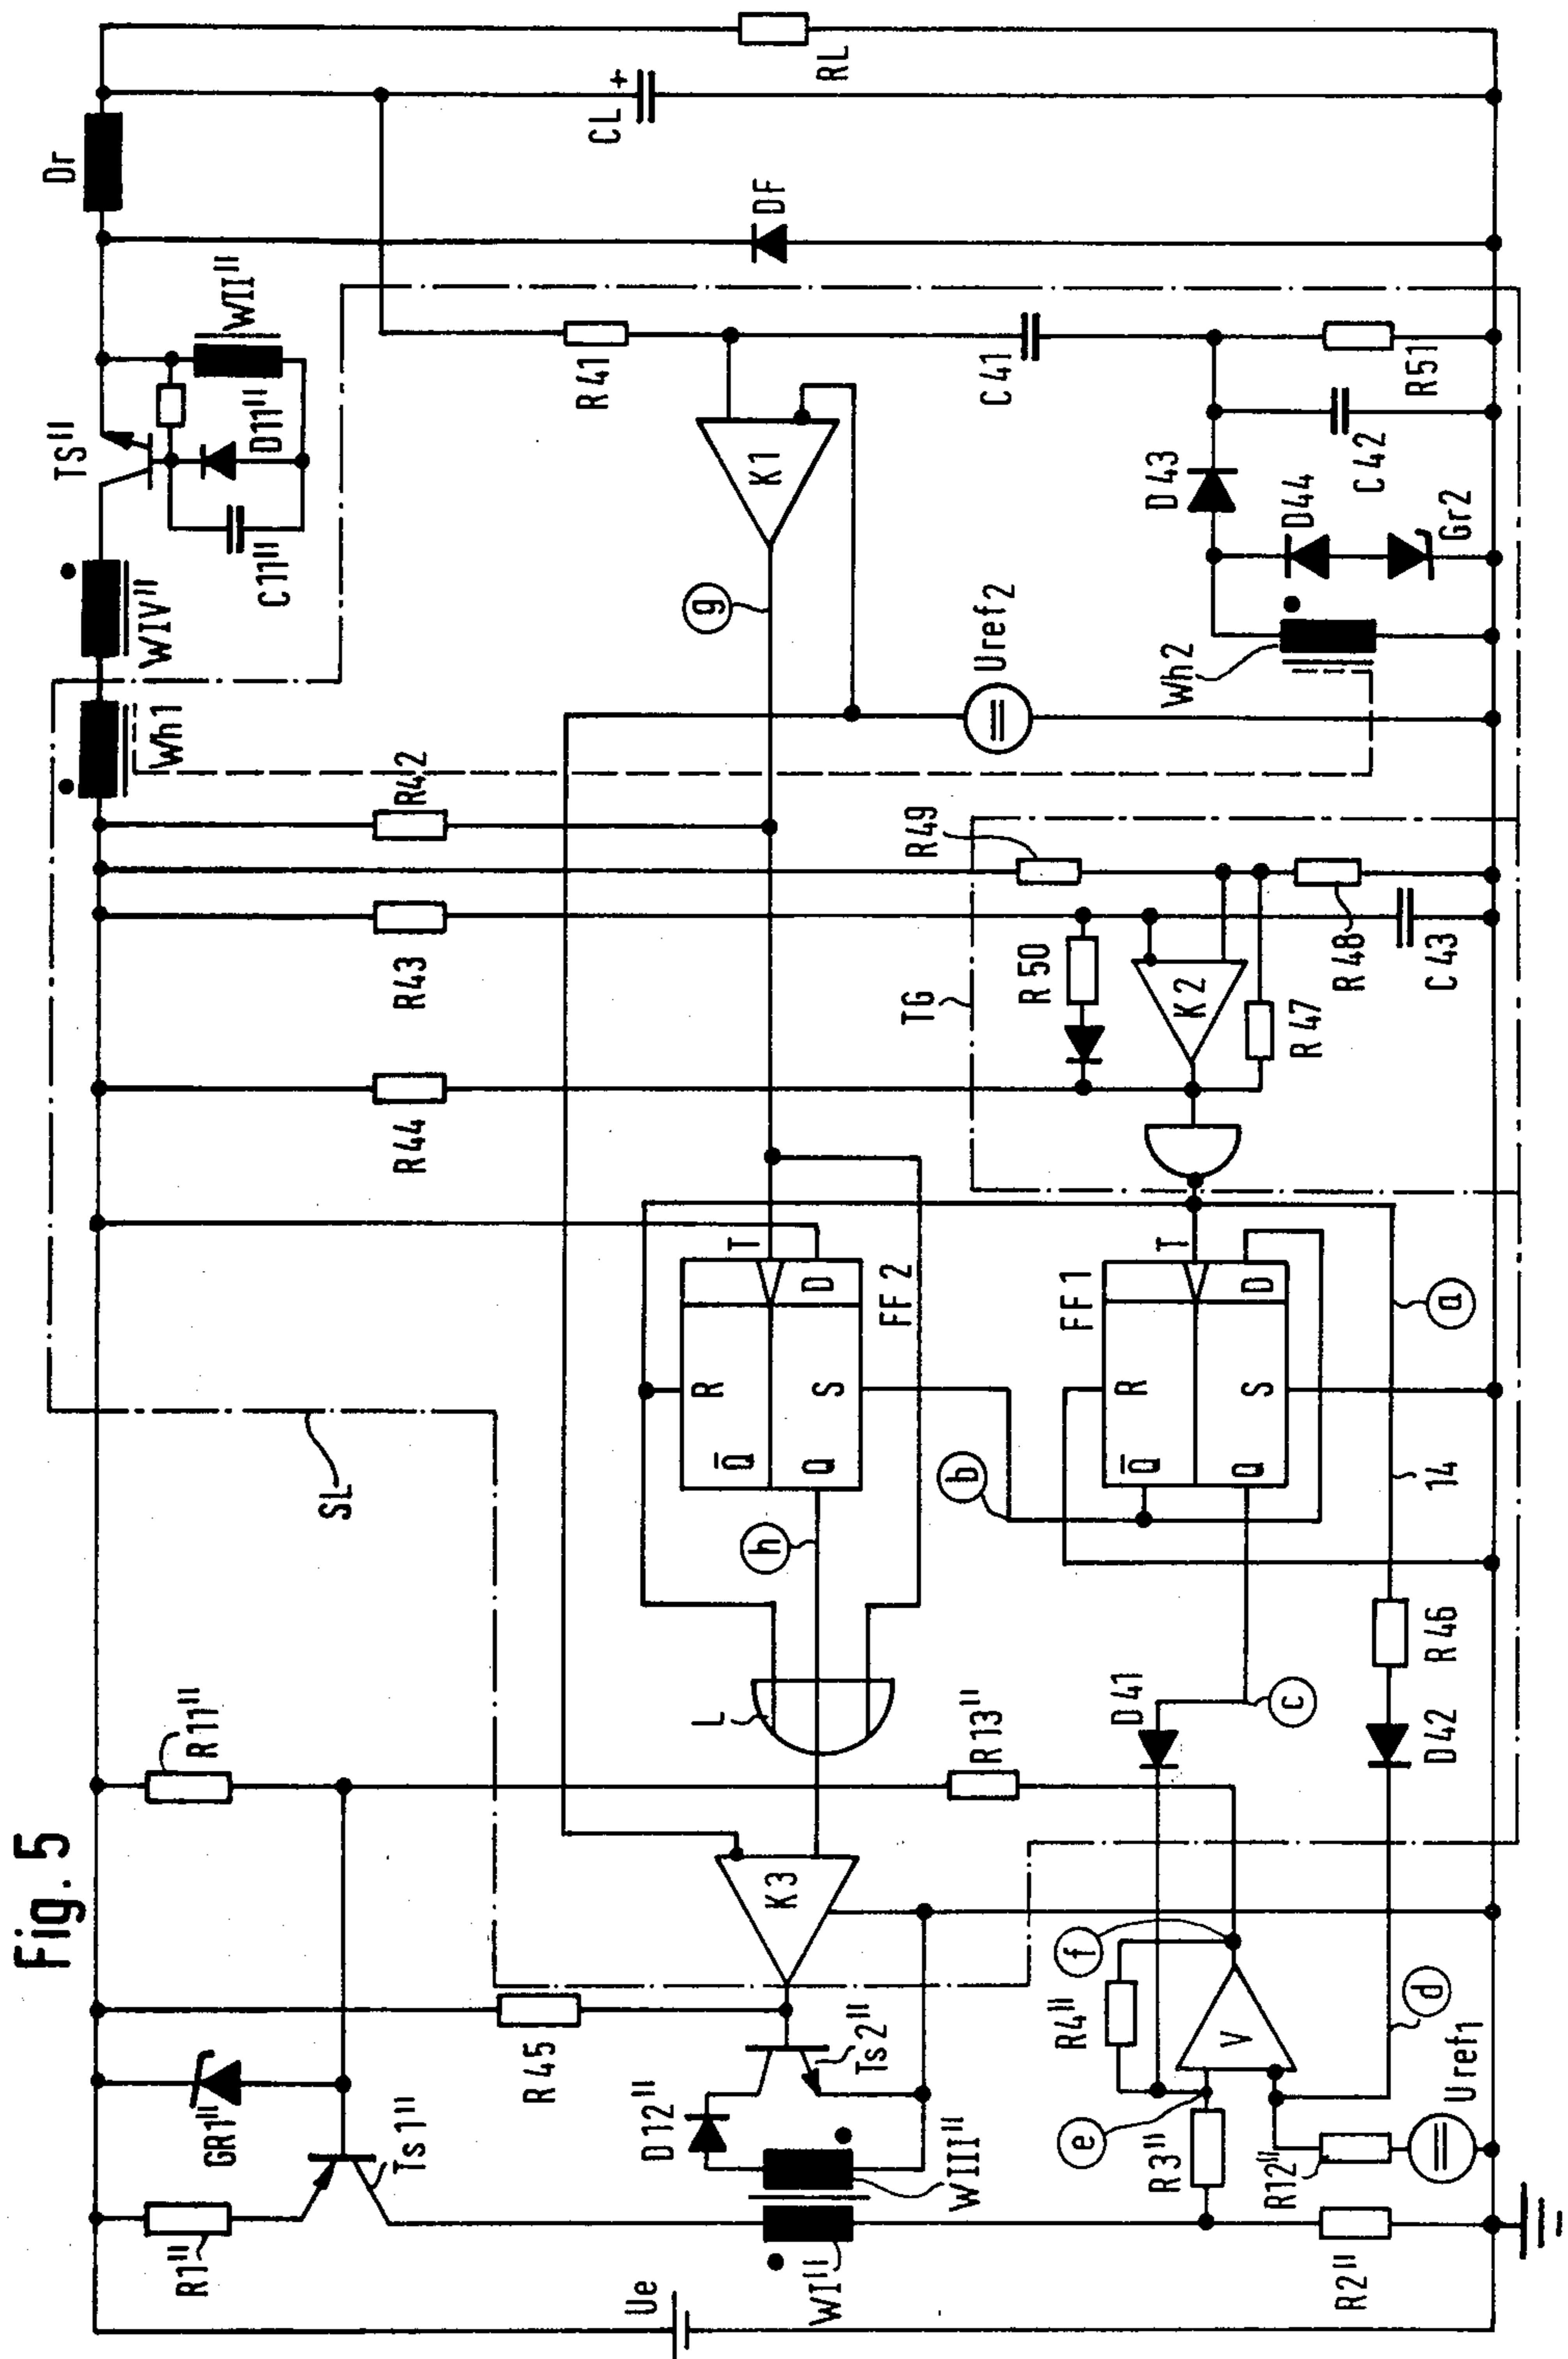 Fig. 5
Ue
R1"
GR1"
Ts1"
R11"
SL
R44
R43
R42
Wh1
WIV"
TS"
C11"
D11"
WII"
Dr
R45
D12"
WI"
WIII"
Ts2"
K3
L
h
Q̅
R
Q
S
T
D
FF2
g
K1
R41
DF
CL
+
RL
R2"
R3"
R4"
e
f
V
R12"
Uref1
d
R13"
D41
c
D42
R46
b
14
a
FF1
Q̅
R
Q
S
T
D
TG
R50
K2
R47
R48
R49
C43
Uref2
Wh2
D43
D44
Gr2
C42
C41
R51